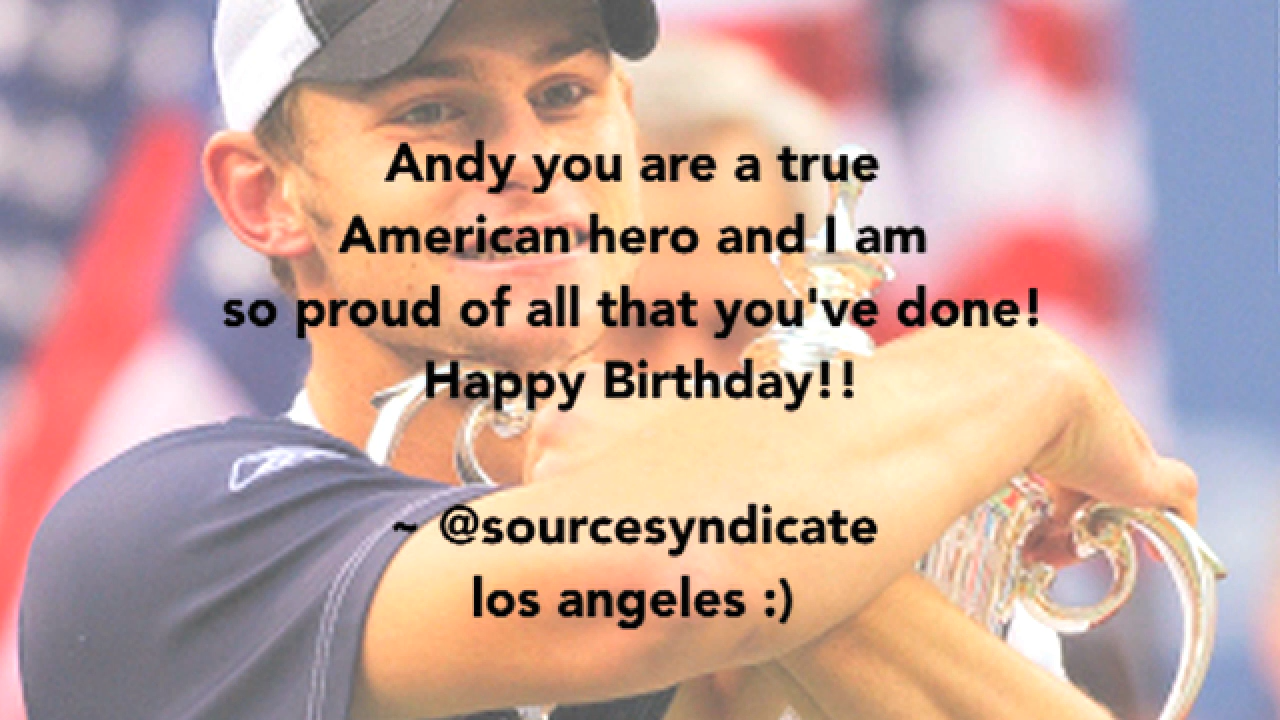 Andy you are a true
American hero and I am
so proud of all that you've done!
Happy Birthday!!
~ @sourcesyndicate
los angeles :)